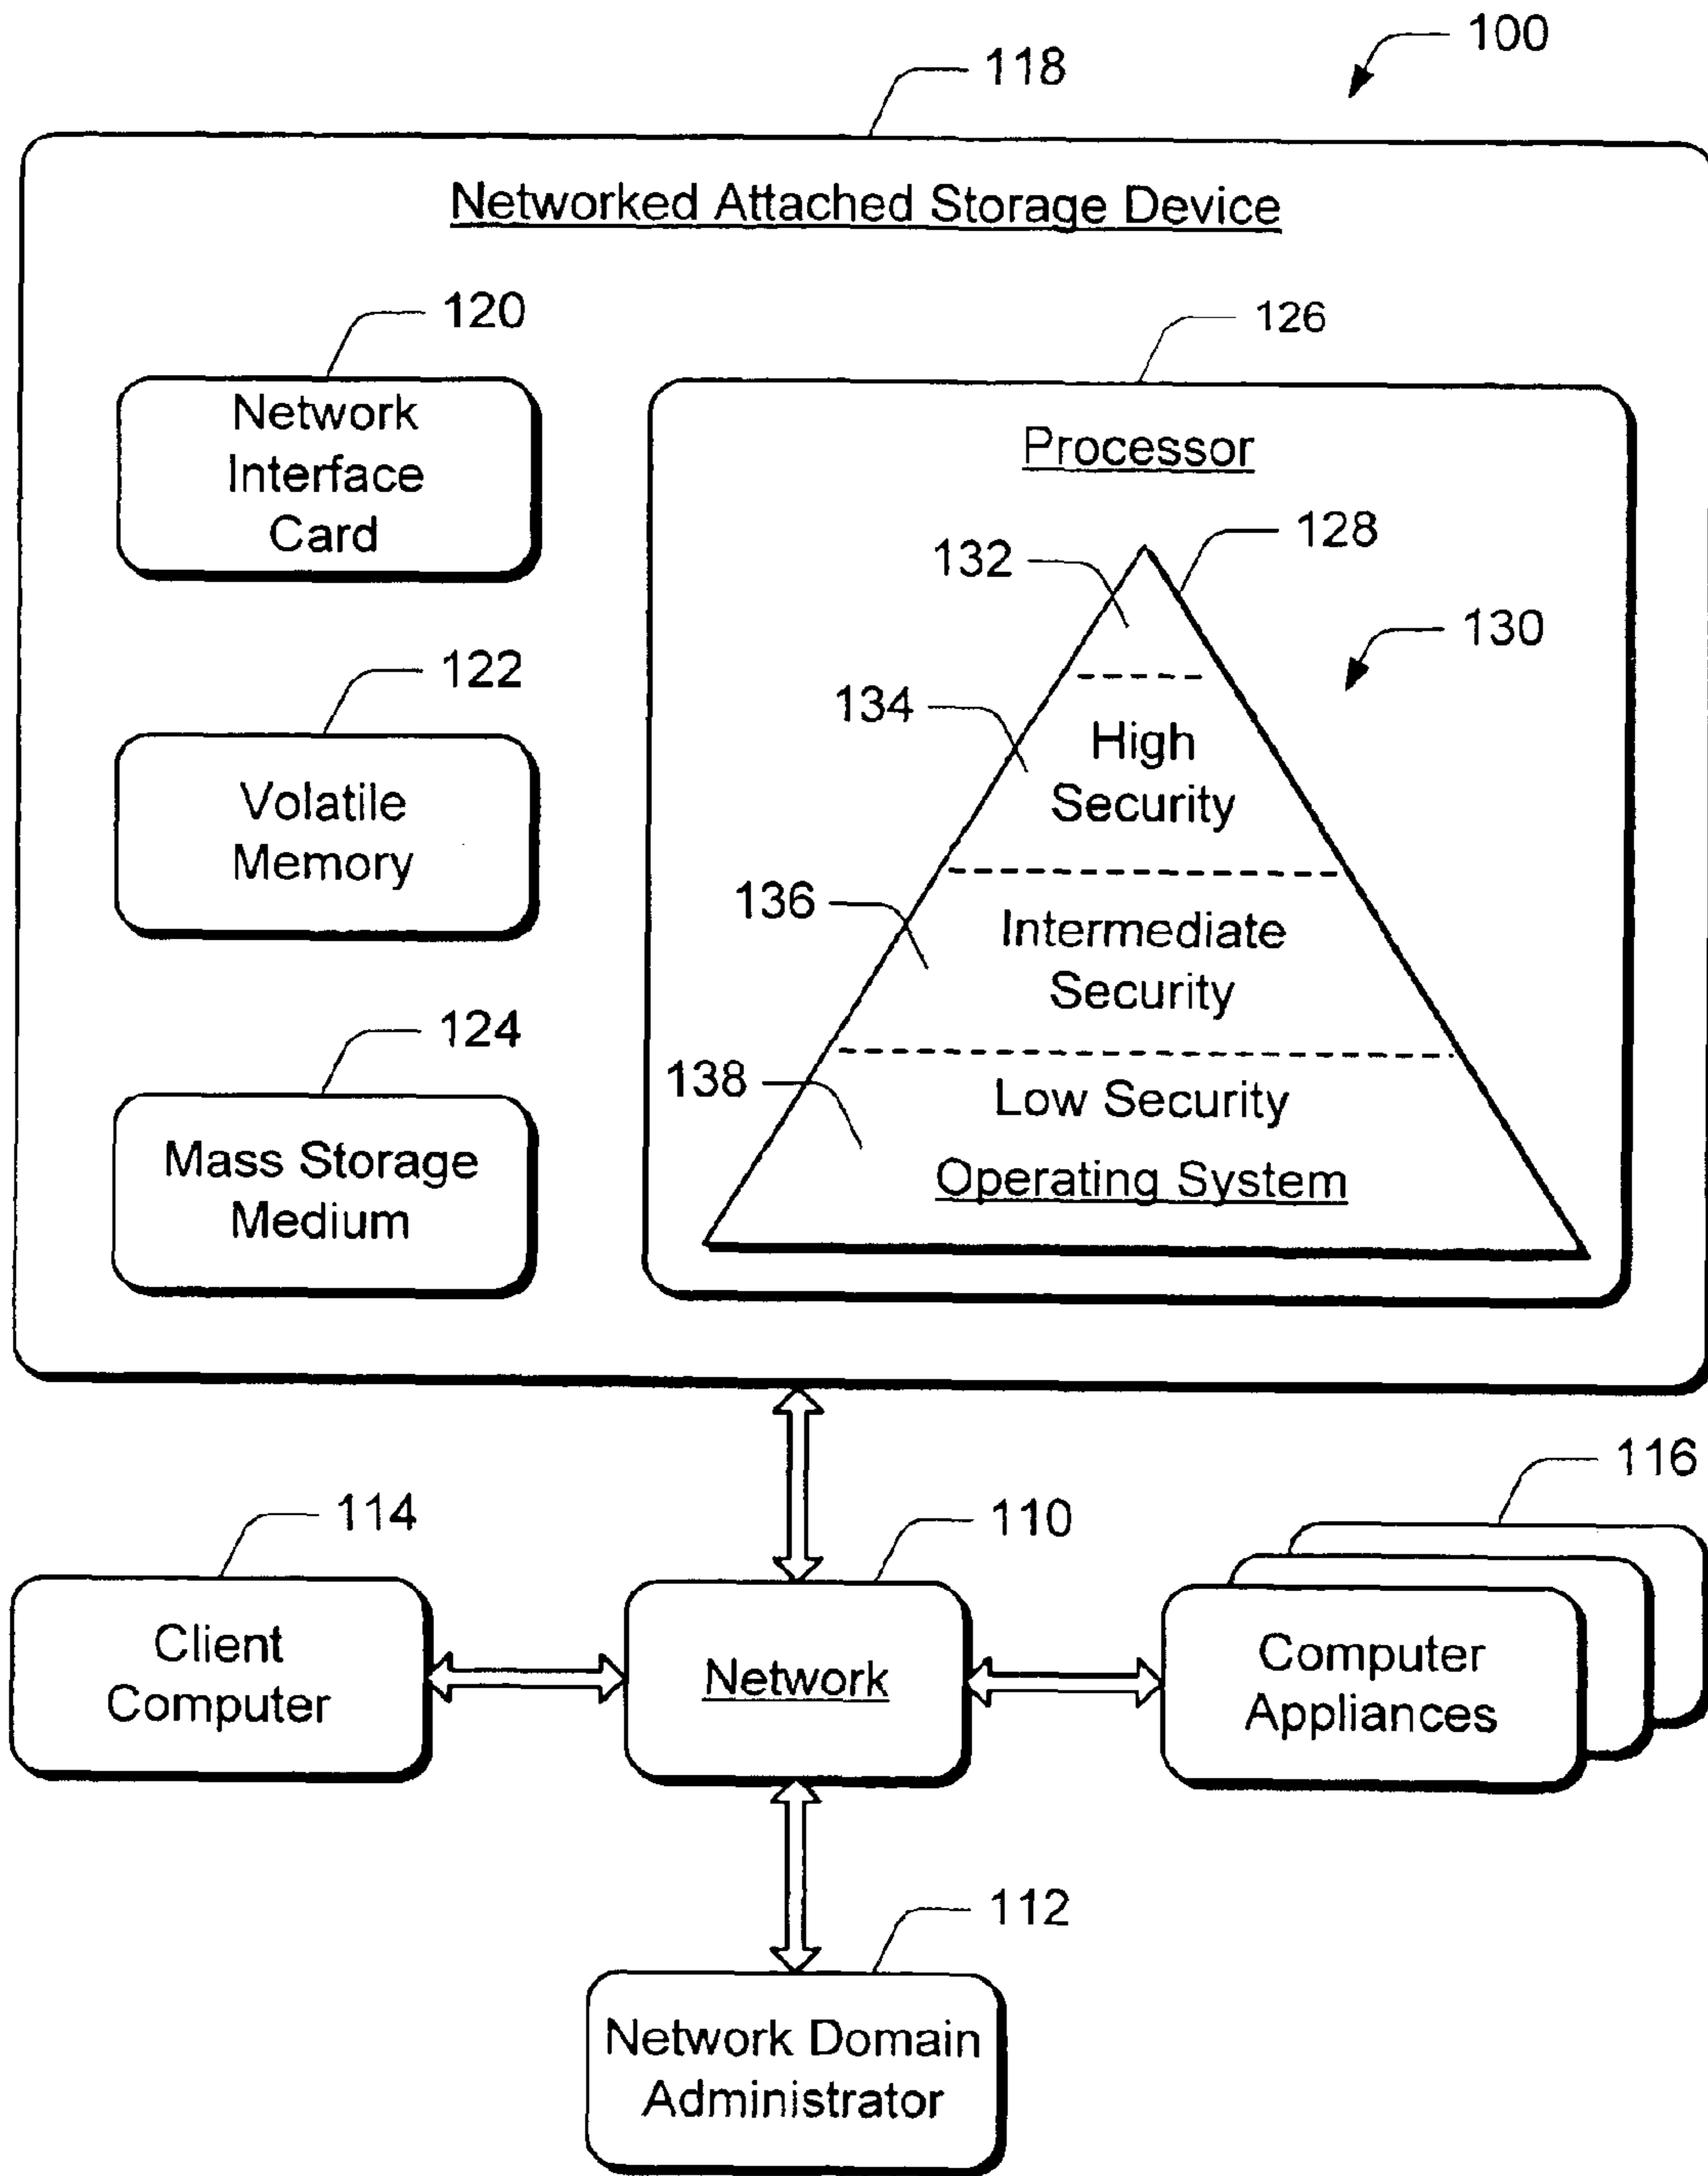 100
118
Networked Attached Storage Device
120
Network
Interface
Card
122
Volatile
Memory
124
Mass Storage
Medium
126
Processor
128
132
130
134
High
Security
136
Intermediate
Security
138
Low Security
Operating System
116
114
110
Client
Computer
Network
Computer
Appliances
112
Network Domain
Administrator